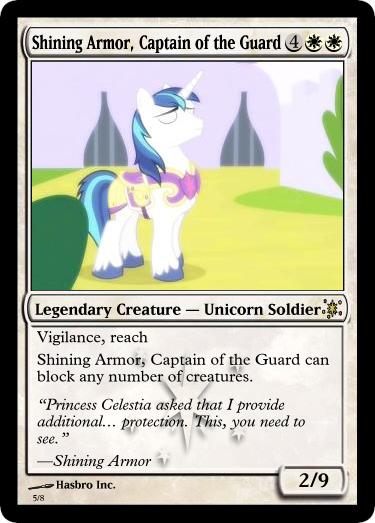 Shining Armor, Captain of the Guard 4
Legendary Creature — Unicorn Soldier
Vigilance, reach
Shining Armor, Captain of the Guard can
block any number of creatures.
“Princess Celestia asked that I provide
additional... protection. This, you need to
see.”
—Shining Armor
2/9
Hasbro Inc.
5/8